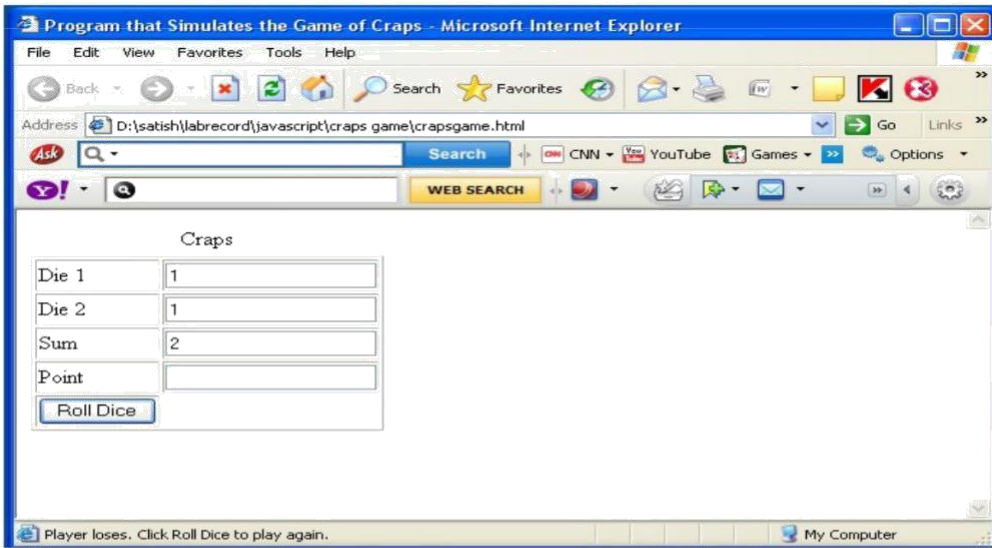 Program that Simulates the Game of Craps - Microsoft Internet Explorer
File Edit View Favorites Tools Help
Back Search Favorites W »
Address D:\satish\labrecord\javascript\craps game\crapsgame.html Go Links »
Ask Search CNN YouTube Games » Options
Y! WEB SEARCH »
Craps
Die 1 1
Die 2 1
Sum 2
Point
Roll Dice
Player loses. Click Roll Dice to play again. My Computer